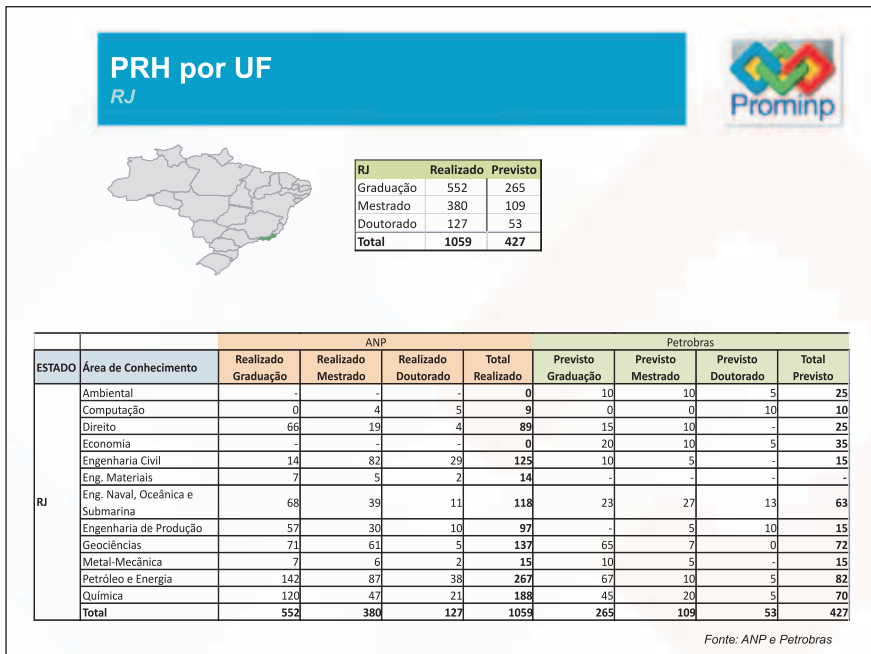 PRH por UF
RJ
Prominp
RJ Realizado Previsto
Graduação 552 265
Mestrado 380 109
Doutorado 127 53
Total 1059 427
ANP Petrobras
ESTADO Área de Conhecimento Realizado Graduação Realizado Mestrado Realizado Doutorado Total Realizado Previsto Graduação Previsto Mestrado Previsto Doutorado Total Previsto
RJ
Ambiental - - - 0 10 10 5 25
Computação 0 4 5 9 0 0 10 10
Direito 66 19 4 89 15 10 - 25
Economia - - - 0 20 10 5 35
Engenharia Civil 14 82 29 125 10 5 - 15
Eng. Materiais 7 5 2 14 - - - -
Eng. Naval, Oceânica e Submarina 68 39 11 118 23 27 13 63
Engenharia de Produção 57 30 10 97 - 5 10 15
Geociências 71 61 5 137 65 7 0 72
Metal-Mecânica 7 6 2 15 10 5 - 15
Petróleo e Energia 142 87 38 267 67 10 5 82
Química 120 47 21 188 45 20 5 70
Total 552 380 127 1059 265 109 53 427
Fonte: ANP e Petrobras